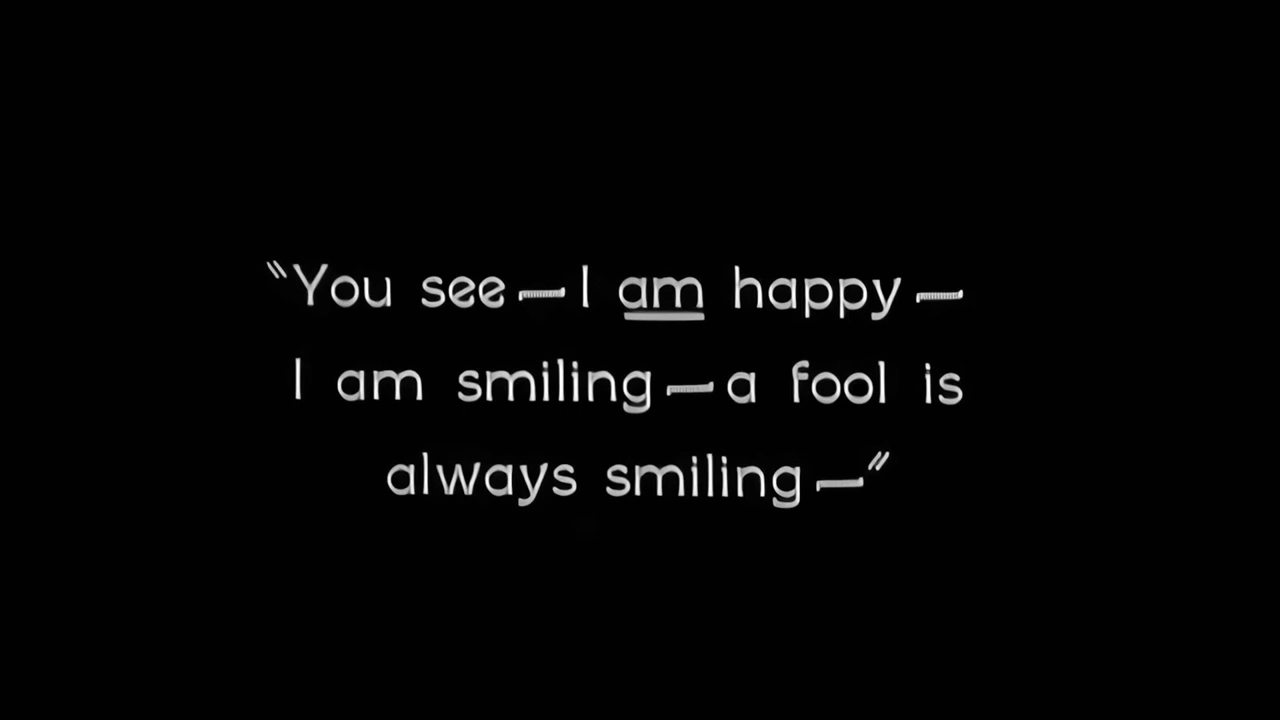 "You see—I am happy—
I am smiling—a fool is
always smiling—"